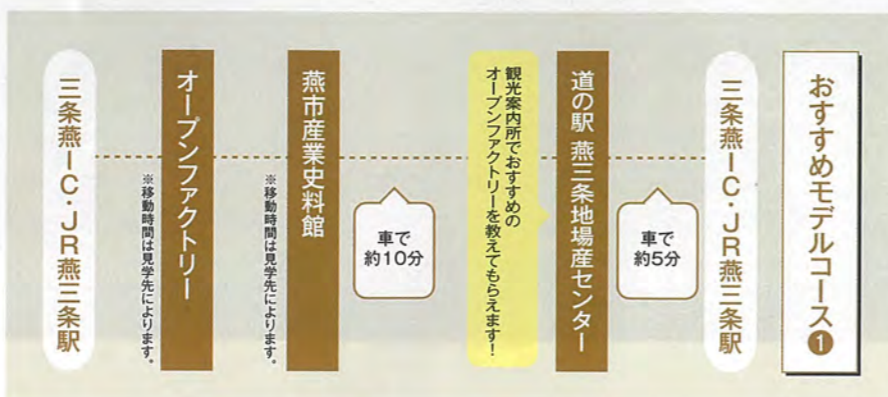 おすすめモデルコース❶
三条燕IC・JR燕三条駅
車で
約5分
道の駅 燕三条地場産センター
観光案内所でおすすめの
オープンファクトリーを教えてもらえます！
車で
約10分
燕市産業史料館
※移動時間は見学先によります。
オープンファクトリー
※移動時間は見学先によります。
三条燕IC・JR燕三条駅